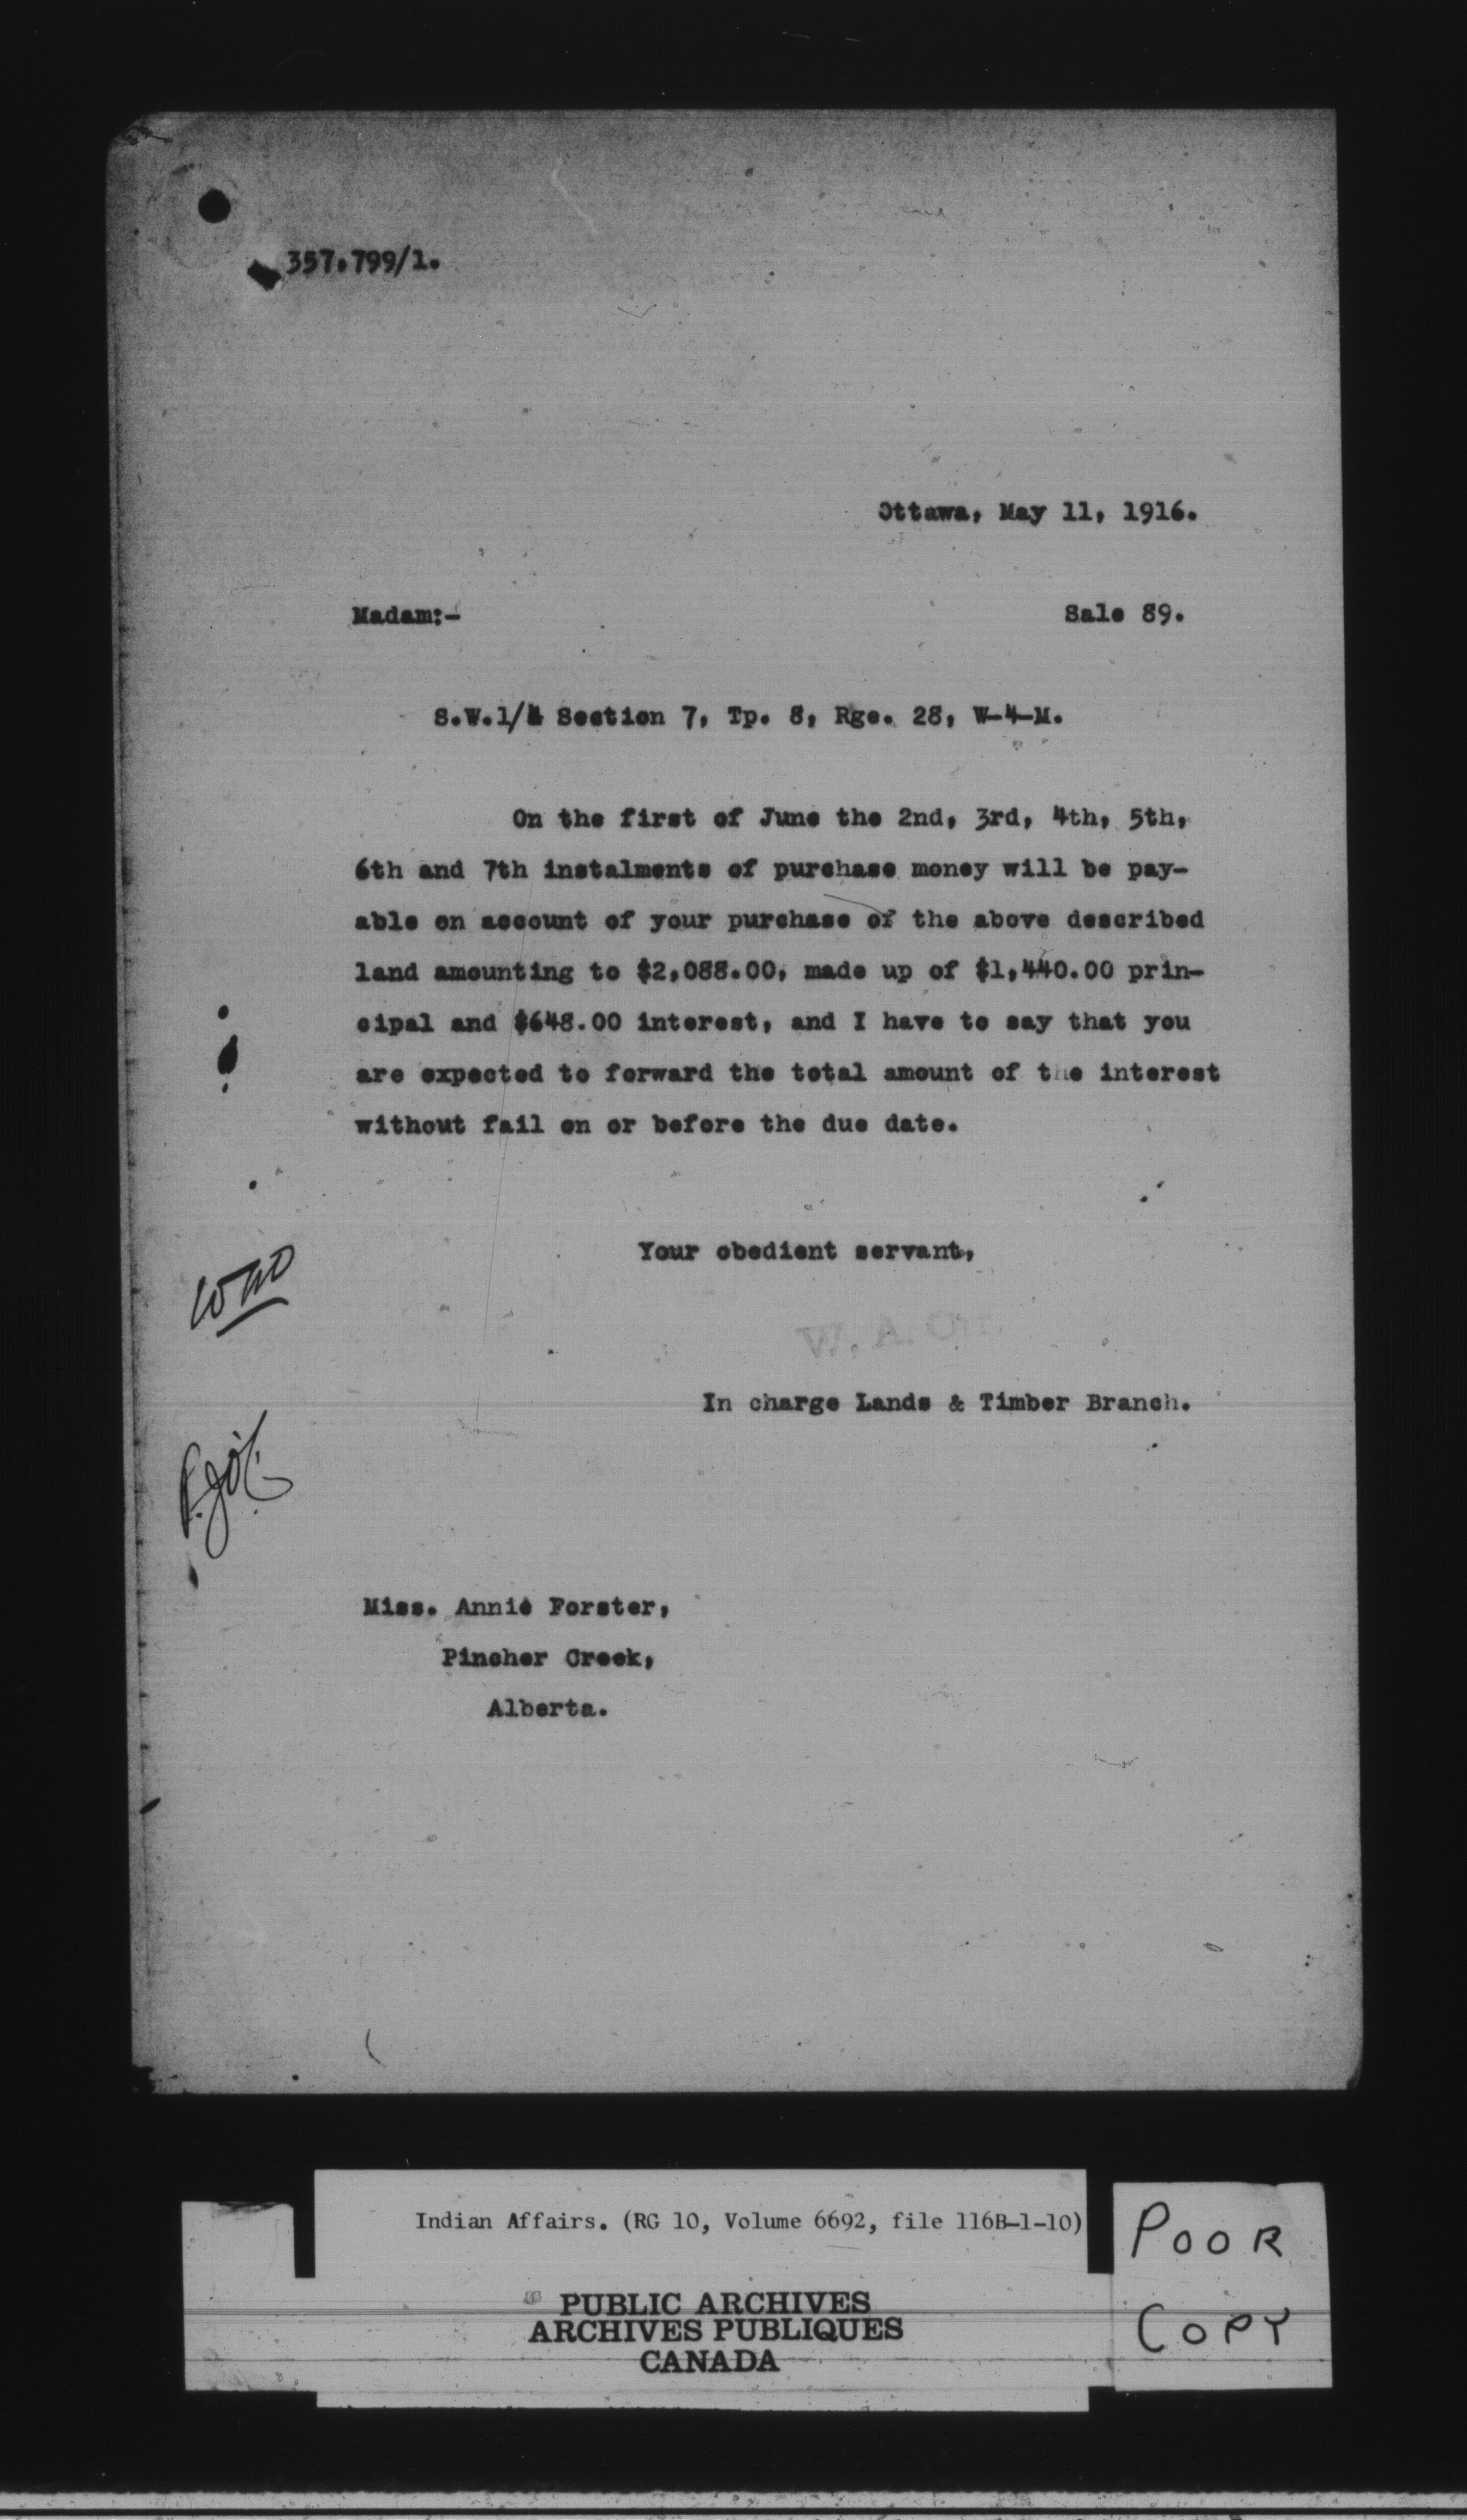 357.799/1.
Ottawa, May 11, 1916.
Madam:- Sale 89.
S.W.1/4 Section 7, Tp. 8, Rge. 28, W-4-M.
On the first of June the 2nd, 3rd, 4th, 5th,
6th and 7th instalments of purchase money will be pay-
able on account of your purchase of the above described
land amounting to $2,088.00, made up of $1,440.00 prin-
cipal and $648.00 interest, and I have to say that you
are expected to forward the total amount of the interest
without fail on or before the due date.
Your obedient servant,
W. A. Orr.
In charge Lands & Timber Branch.
Miss. Annie Forster,
Pincher Creek,
Alberta.
Indian Affairs. (RG 10, Volume 6692, file 116B-1-10)
PUBLIC ARCHIVES
ARCHIVES PUBLIQUES
CANADA
POOR
COPY